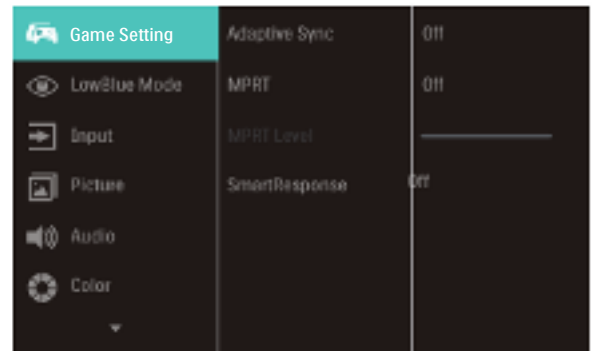 Game Setting
Adaptive Sync
Off
LowBlue Mode
MPRT
Off
Input
MPRT Level
Picture
SmartResponse
Off
Audio
Color